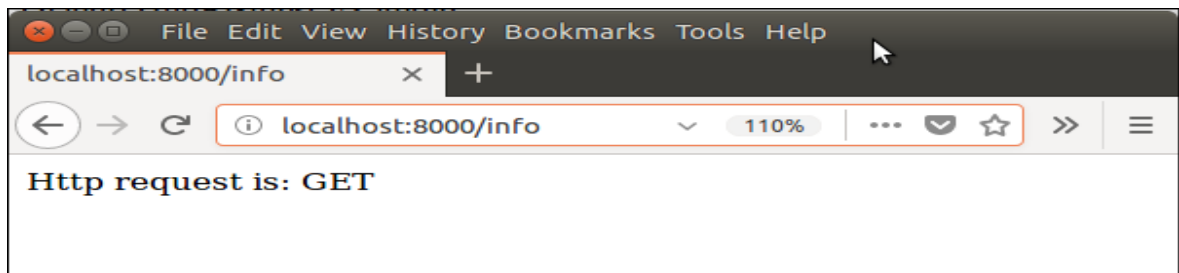 File Edit View History Bookmarks Tools Help
localhost:8000/info
localhost:8000/info 110%
Http request is: GET